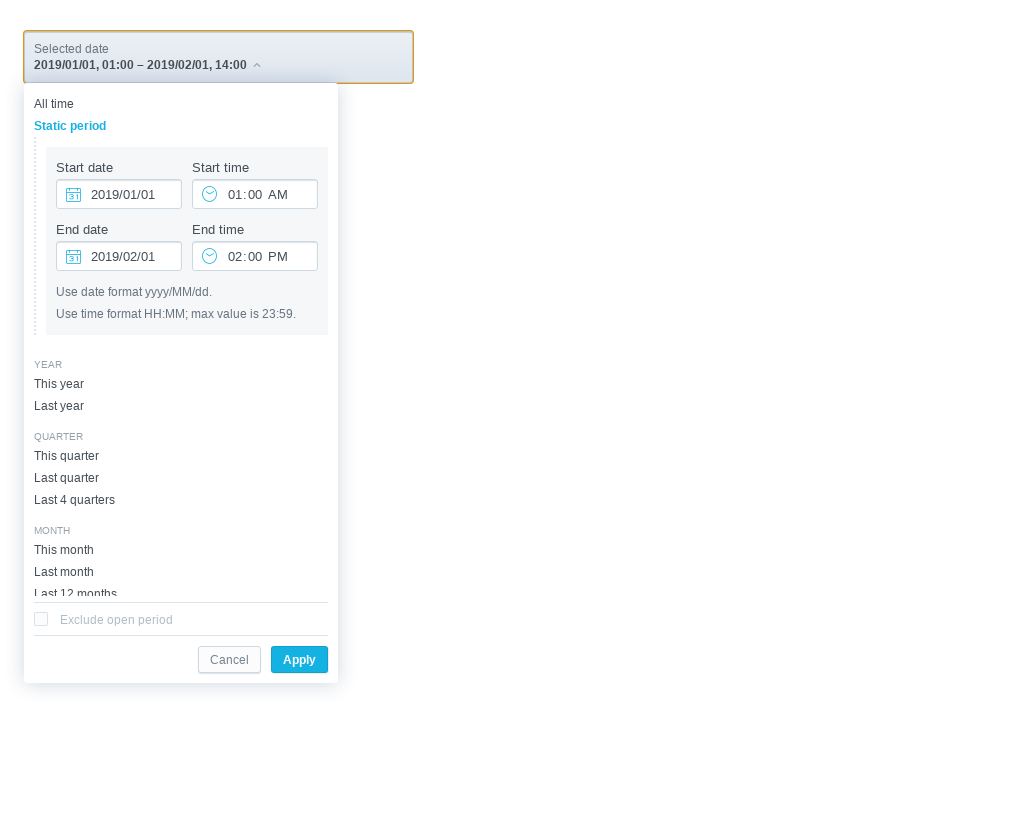 Selected date
2019/01/01, 01:00 – 2019/02/01, 14:00
All time
Static period
Start date Start time
31 2019/01/01 01:00 AM
End date End time
31 2019/02/01 02:00 PM
Use date format yyyy/MM/dd.
Use time format HH:MM; max value is 23:59.
YEAR
This year
Last year
QUARTER
This quarter
Last quarter
Last 4 quarters
MONTH
This month
Last month
Last 12 months
Exclude open period
Cancel Apply